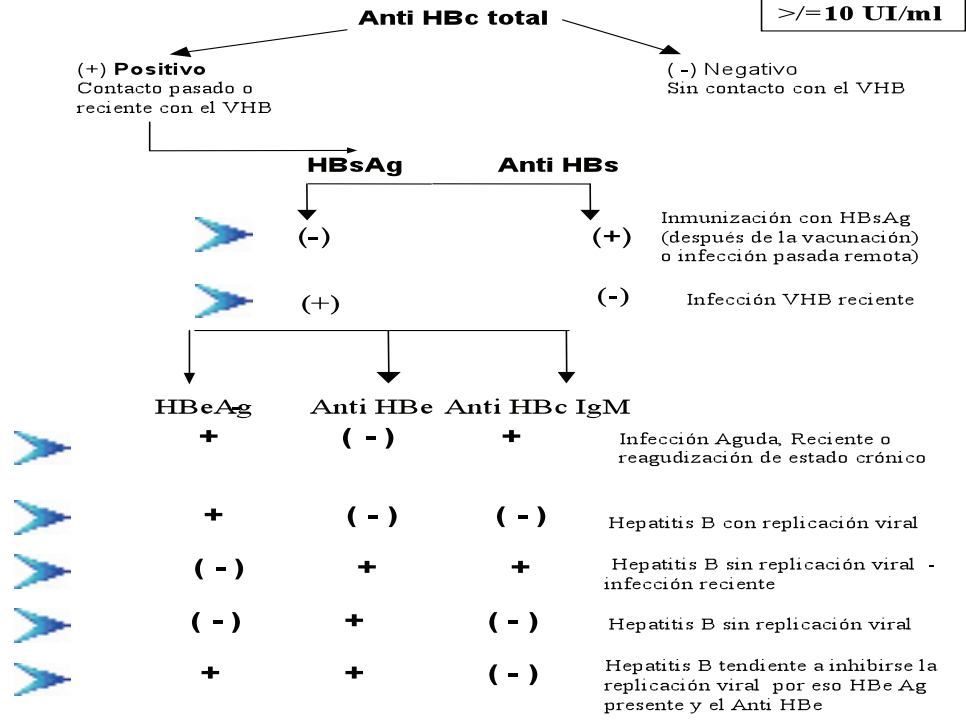 Anti HBc total
>/=10 UI/ml
(+) Positivo
Contacto pasado o
reciente con el VHB
(-) Negativo
Sin contacto con el VHB
HBsAg Anti HBs
(-) (+) Inmunización con HBsAg
(después de la vacunación)
o infección pasada remota)
(+) (-) Infección VHB reciente
HBeAg Anti HBe Anti HBc IgM
+ (-) + Infección Aguda, Reciente o
reagudización de estado crónico
+ (-) (-) Hepatitis B con replicación viral
(-) + + Hepatitis B sin replicación viral -
infección reciente
(-) + (-) Hepatitis B sin replicación viral
+ + (-) Hepatitis B tendiente a inhibirse la
replicación viral por eso HBe Ag
presente y el Anti HBe